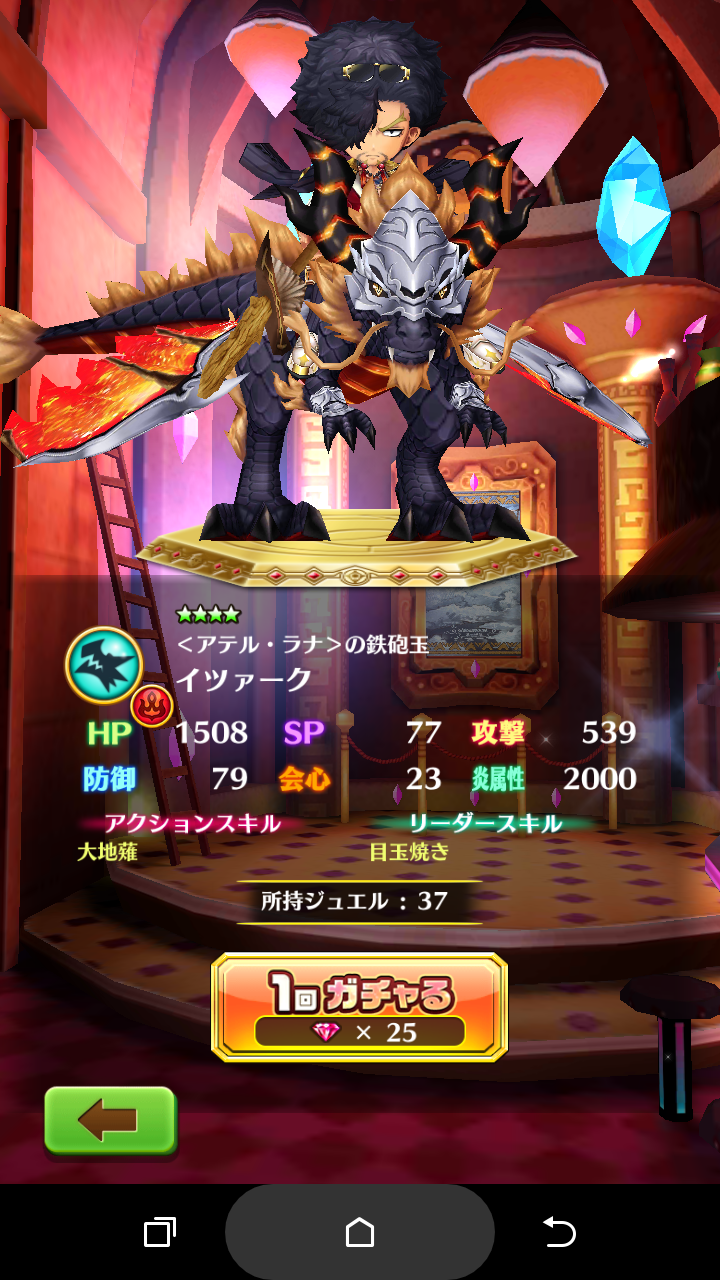 ＜アテル・ラナ＞の鉄砲玉
イツァーク
HP 1508 SP 77 攻撃 539
防御 79 会心 23 炎属性 2000
アクションスキル リーダースキル
大地薙 目玉焼き
所持ジュエル : 37
1回ガチャる
× 25